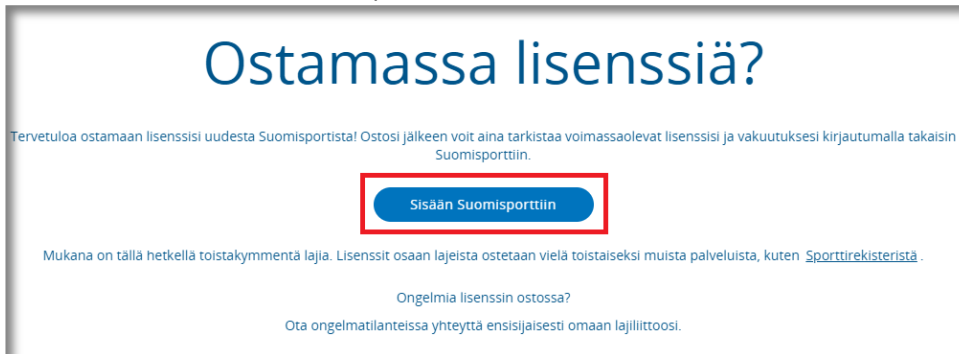 Ostamassa lisenssiä?
Tervetuloa ostamaan lisenssisi uudesta Suomisportista! Ostosi jälkeen voit aina tarkistaa voimassaolevat lisenssisi ja vakuutuksesi kirjautumalla takaisin
Suomisporttiin.
Sisään Suomisporttiin
Mukana on tällä hetkellä toistakymmentä lajia. Lisenssit osaan lajeista ostetaan vielä toistaiseksi muista palveluista, kuten Sporttirekisteristä .
Ongelmia lisenssin ostossa?
Ota ongelmatilanteissa yhteyttä ensisijaisesti omaan lajiliittoosi.